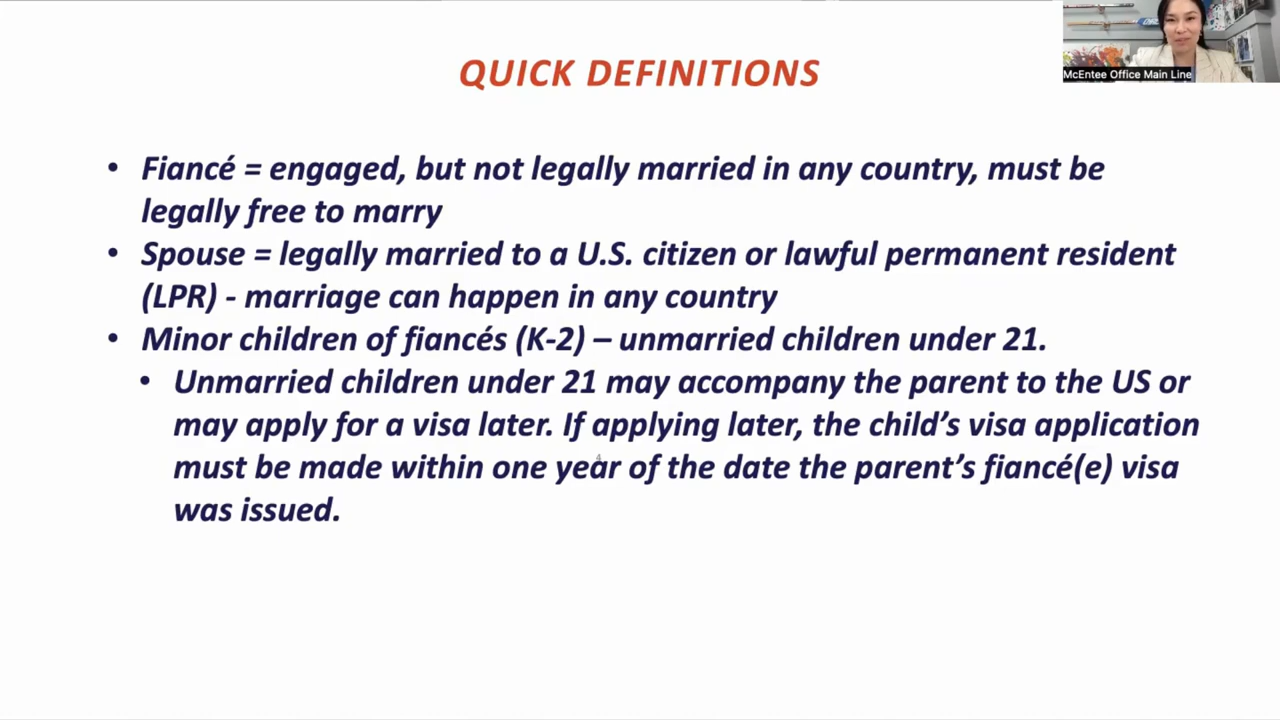 QUICK DEFINITIONS
McEntee Office Main Line
• Fiancé = engaged, but not legally married in any country, must be
legally free to marry
• Spouse = legally married to a U.S. citizen or lawful permanent resident
(LPR) - marriage can happen in any country
• Minor children of fiancés (K-2) – unmarried children under 21.
• Unmarried children under 21 may accompany the parent to the US or
may apply for a visa later. If applying later, the child’s visa application
must be made within one year of the date the parent’s fiancé(e) visa
was issued.
4